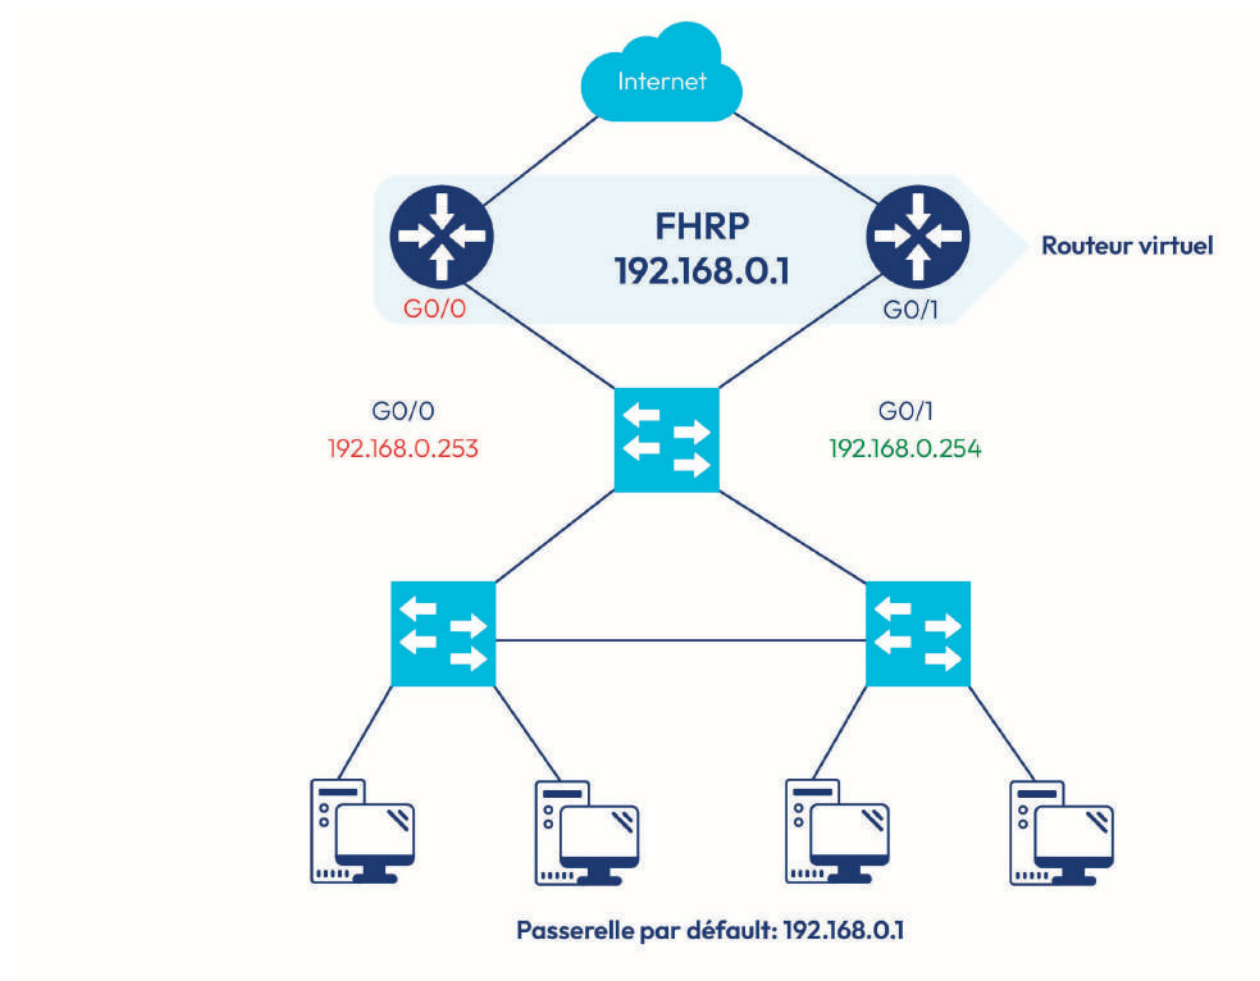 Internet
FHRP
192.168.0.1
Routeur virtuel
G0/0
G0/1
G0/0
192.168.0.253
G0/1
192.168.0.254
Passerelle par défault: 192.168.0.1